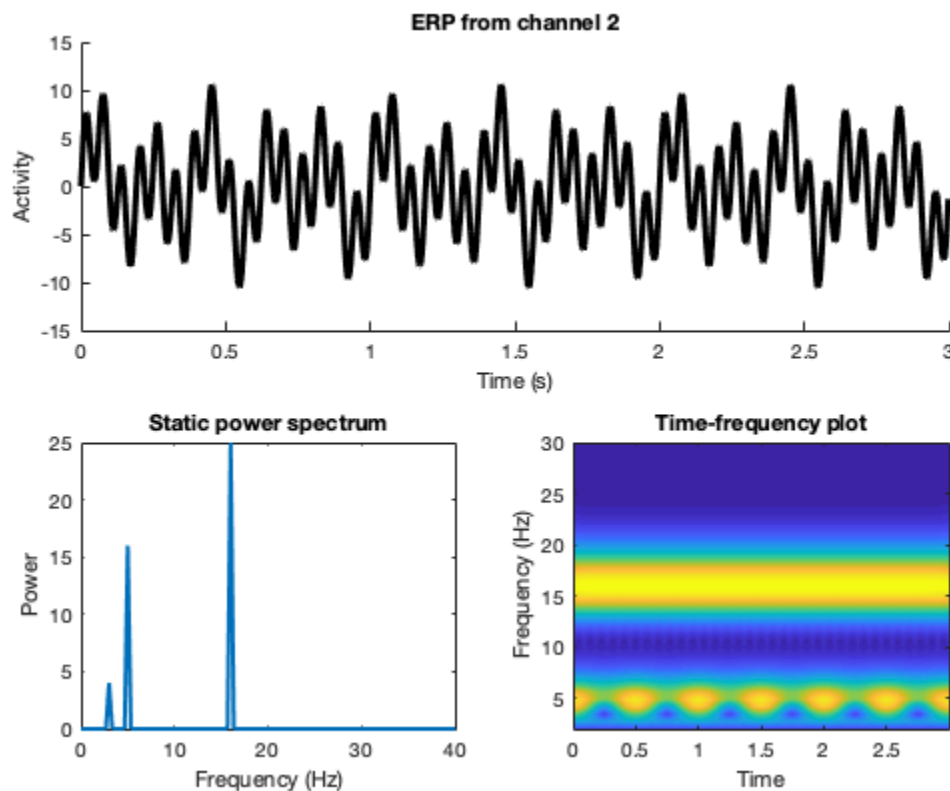 ERP from channel 2
15
10
5
0
-5
-10
-15
Activity
0 0.5 1 1.5 2 2.5 3
Time (s)
Static power spectrum
25
20
15
10
5
0
Power
0 10 20 30 40
Frequency (Hz)
Time-frequency plot
30
25
20
15
10
5
Frequency (Hz)
0 0.5 1 1.5 2 2.5
Time